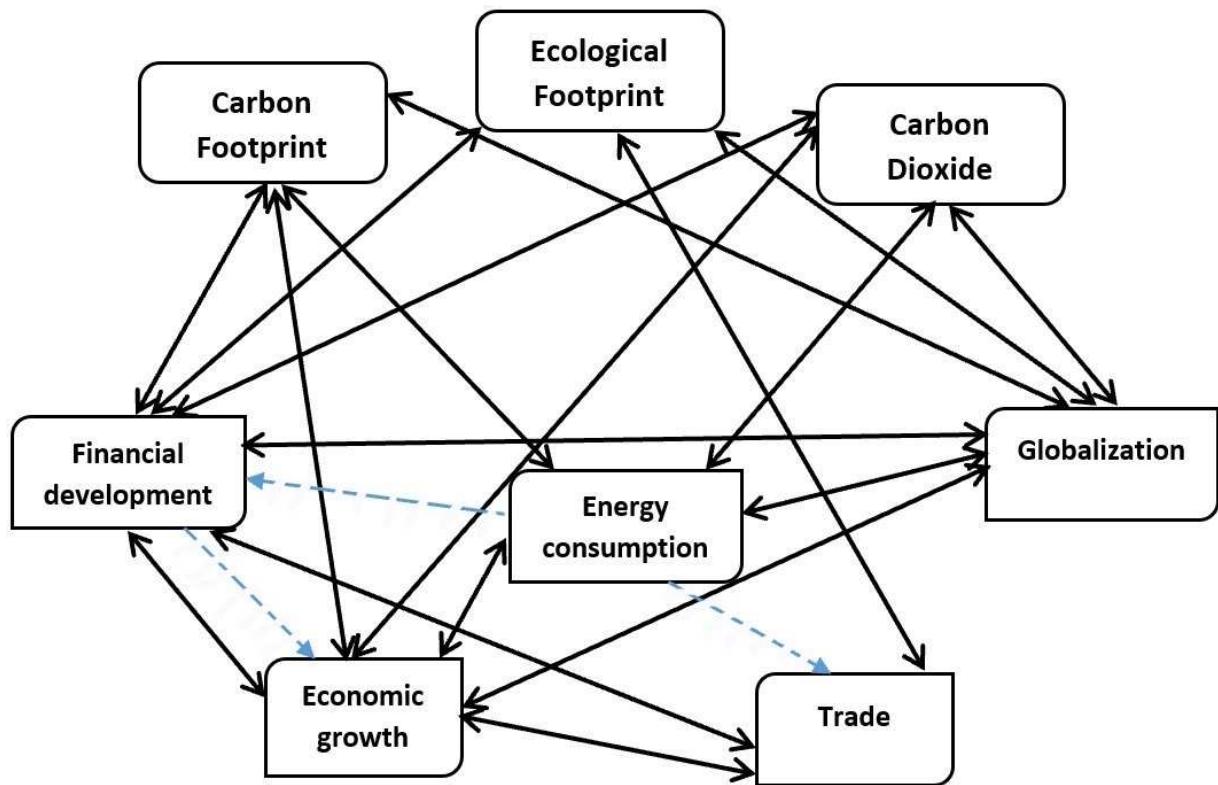 Ecological
Footprint
Carbon
Footprint
Carbon
Dioxide
Financial
development
Energy
consumption
Globalization
Economic
growth
Trade